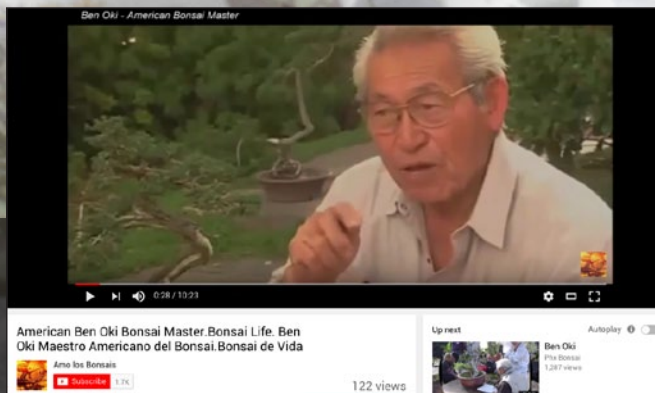 Ben Oki - American Bonsai Master
0:28 / 10:23
American Ben Oki Bonsai Master.Bonsai Life. Ben
Oki Maestro Americano del Bonsai.Bonsai de Vida
Amo los Bonsais
Subscribe 1.7K
122 views
Up next
Autoplay
Ben Oki
Phx Bonsai
1,287 views